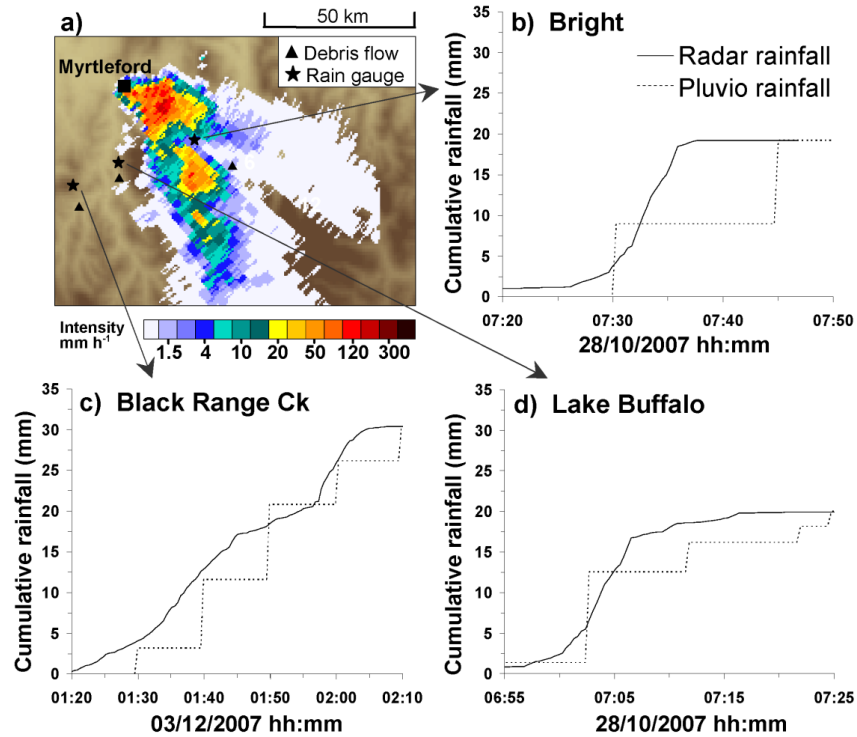 50 km
a)
Debris flow
Rain gauge
Myrtleford
6
Intensity
mm h⁻¹
1.5 4 10 20 50 120 300
b) Bright
Radar rainfall
Pluvio rainfall
Cumulative rainfall (mm)
35
30
25
20
15
10
5
0
07:20 07:30 07:40 07:50
28/10/2007 hh:mm
c) Black Range Ck
Cumulative rainfall (mm)
35
30
25
20
15
10
5
0
01:20 01:30 01:40 01:50 02:00 02:10
03/12/2007 hh:mm
d) Lake Buffalo
Cumulative rainfall (mm)
35
30
25
20
15
10
5
0
06:55 07:05 07:15 07:25
28/10/2007 hh:mm